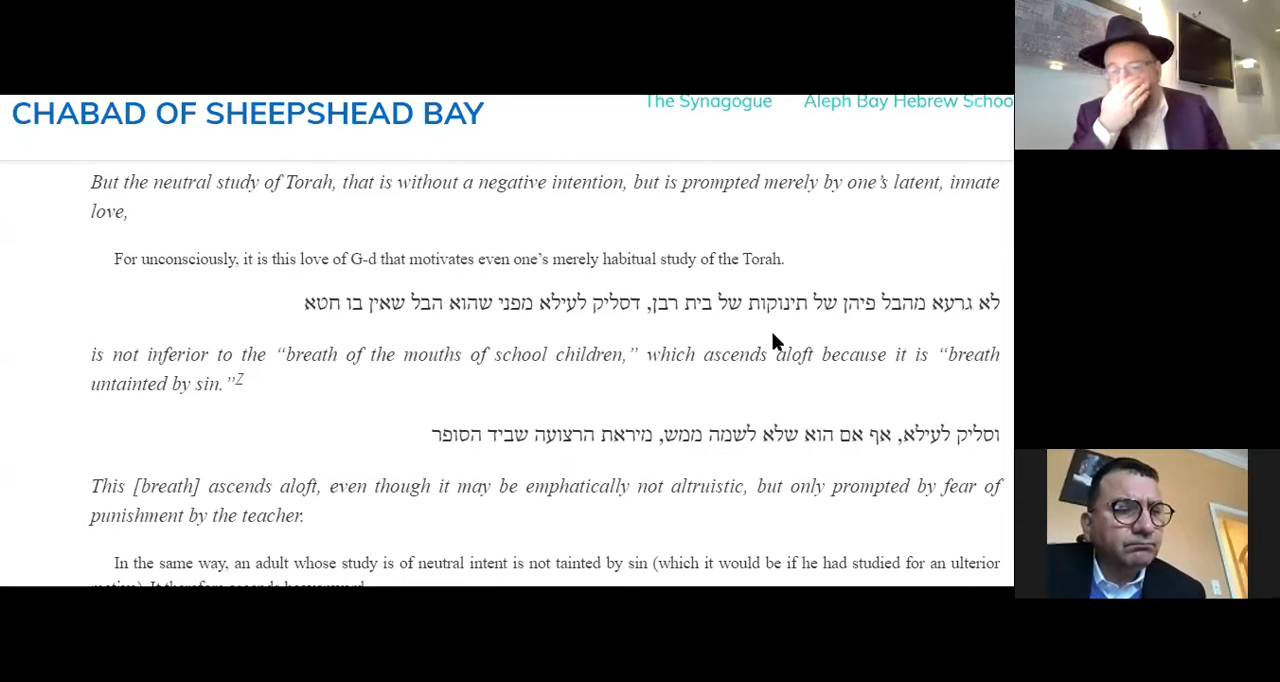 The Synagogue Aleph Bay Hebrew Schoo
CHABAD OF SHEEPSHEAD BAY
But the neutral study of Torah, that is without a negative intention, but is prompted merely by one’s latent, innate
love,
For unconsciously, it is this love of G-d that motivates even one’s merely habitual study of the Torah.
לא גרעא מהבל פיהן של תינוקות של בית רבן, דסליק לעילא מפני שהוא הבל שאין בו חטא
is not inferior to the “breath of the mouths of school children,” which ascends aloft because it is “breath
untainted by sin.”7
וסליק לעילא, אף אם הוא שלא לשמה ממש, מיראת הרצועה שביד הסופר
This [breath] ascends aloft, even though it may be emphatically not altruistic, but only prompted by fear of
punishment by the teacher.
In the same way, an adult whose study is of neutral intent is not tainted by sin (which it would be if he had studied for an ulterior
motive). It therefore ascends heavenward.